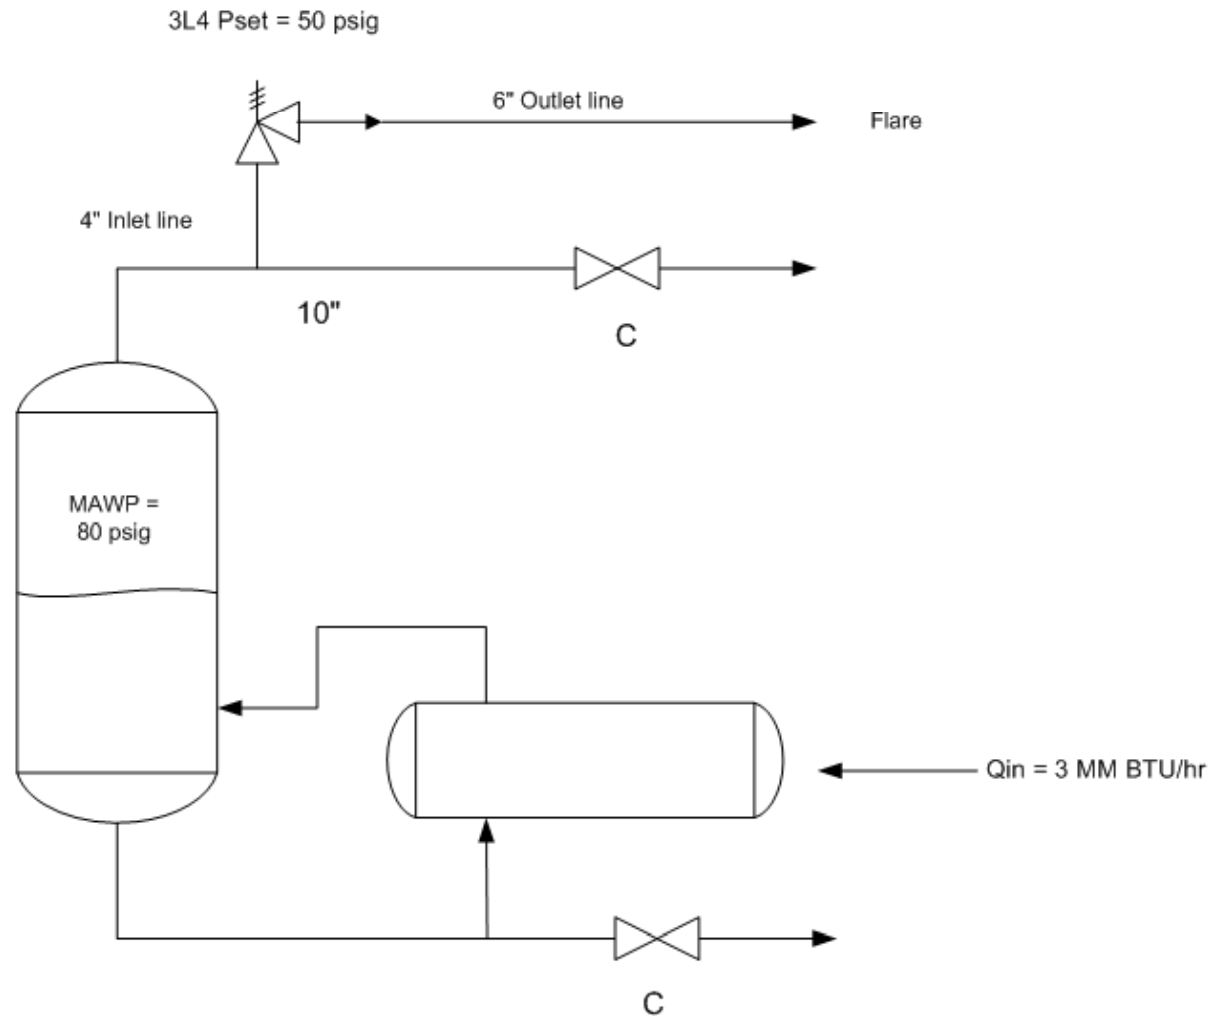 3L4 Pset = 50 psig
6" Outlet line
Flare
4" Inlet line
10"
C
MAWP =
80 psig
Qin = 3 MM BTU/hr
C